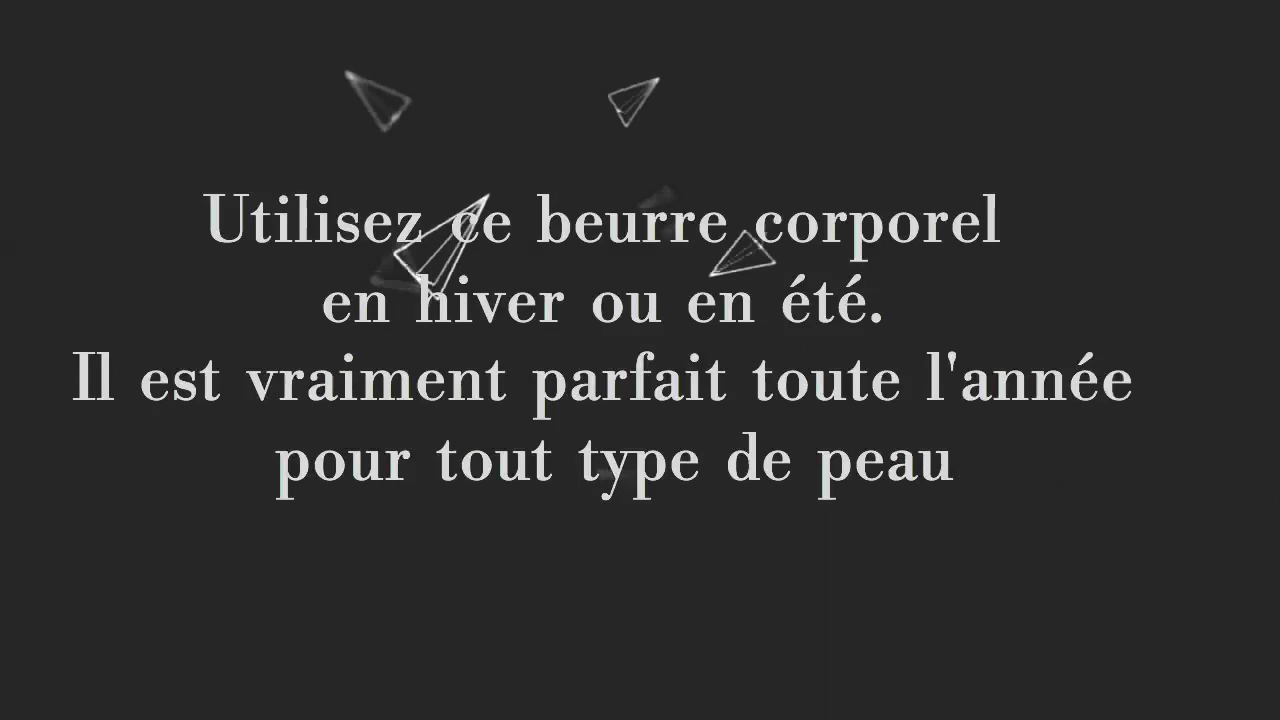 Utilisez ce beurre corporel
en hiver ou en été.
Il est vraiment parfait toute l'année
pour tout type de peau